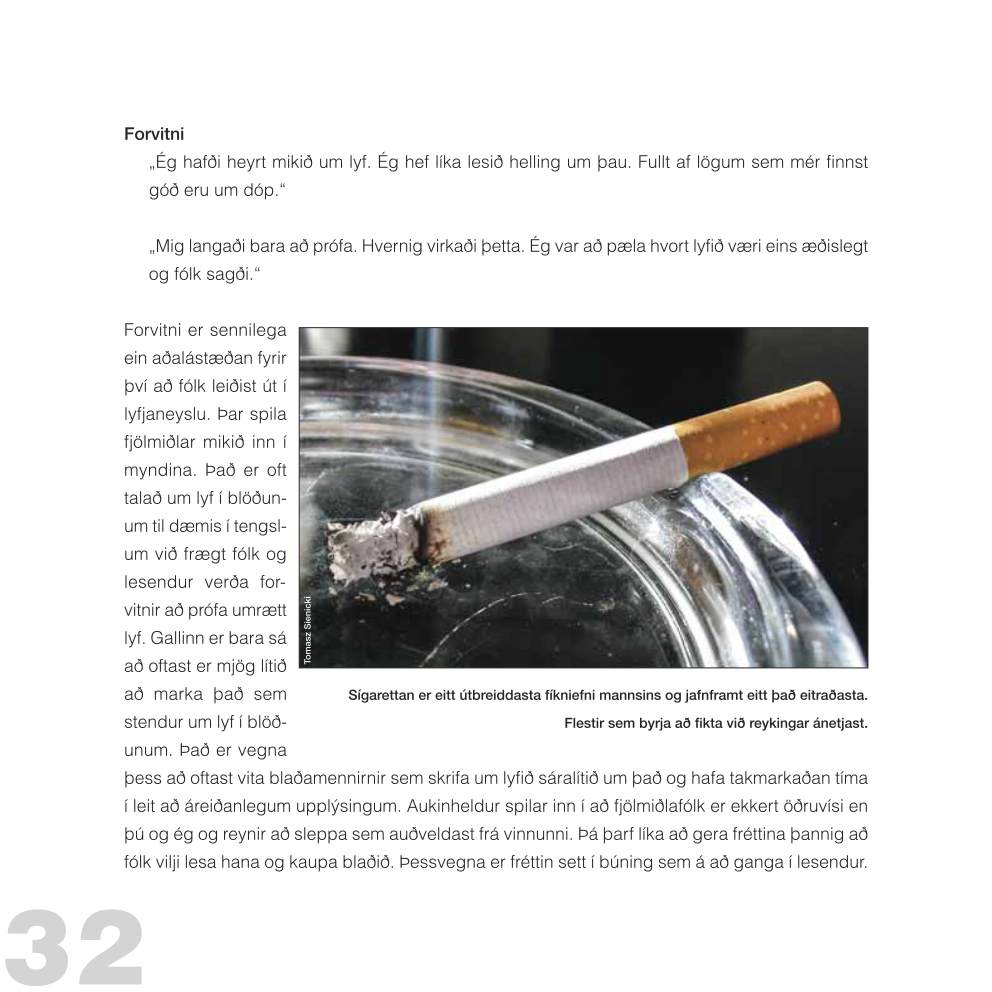 Forvitni
„Ég hafði heyrt mikið um lyf. Ég hef líka lesið helling um þau. Fullt af lögum sem mér finnst
góð eru um dóp.“
„Mig langaði bara að prófa. Hvernig virkaði þetta. Ég var að pæla hvort lyfið væri eins æðislegt
og fólk sagði.“
Forvitni er sennilega
ein aðalástæðan fyrir
því að fólk leiðist út í
lyfjaneyslu. Þar spila
fjölmiðlar mikið inn í
myndina. Það er oft
talað um lyf í blöðun-
um til dæmis í tengsl-
um við frægt fólk og
lesendur verða for-
vitnir að prófa umrætt
lyf. Gallinn er bara sá
að oftast er mjög lítið
að marka það sem
stendur um lyf í blöð-
unum. Það er vegna
þess að oftast vita blaðamennirnir sem skrifa um lyfið sáralítið um það og hafa takmarkaðan tíma
í leit að áreiðanlegum upplýsingum. Aukinheldur spilar inn í að fjölmiðlafólk er ekkert öðruvísi en
þú og ég og reynir að sleppa sem auðveldast frá vinnunni. Þá þarf líka að gera fréttina þannig að
fólk vilji lesa hana og kaupa blaðið. Þessvegna er fréttin sett í búning sem á að ganga í lesendur.
Tomasz Sienicki
Sígarettan er eitt útbreiddasta fíkniefni mannsins og jafnframt eitt það eitraðasta.
Flestir sem byrja að fikta við reykingar ánetjast.
32